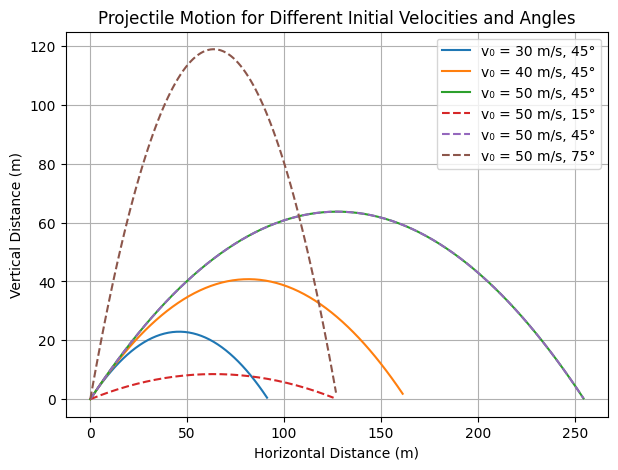 Projectile Motion for Different Initial Velocities and Angles
v₀ = 30 m/s, 45°
v₀ = 40 m/s, 45°
v₀ = 50 m/s, 45°
v₀ = 50 m/s, 15°
v₀ = 50 m/s, 45°
v₀ = 50 m/s, 75°
Vertical Distance (m)
120
100
80
60
40
20
0
0 50 100 150 200 250
Horizontal Distance (m)